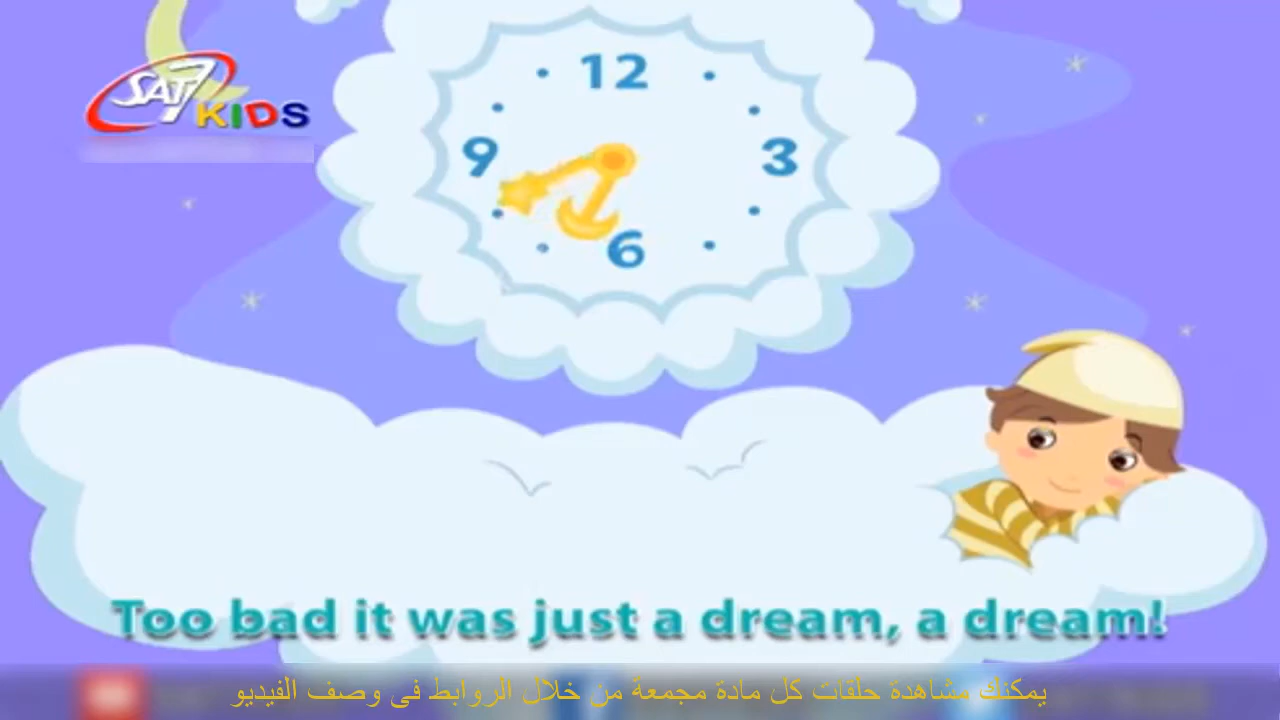 SAT7
KIDS
12
9
3
6
Too bad it was just a dream, a dream!
يمكنك مشاهدة حلقات كل مادة مجمعة من خلال الروابط فى وصف الفيديو